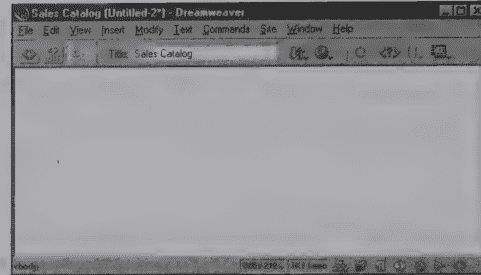 Sales Catalog (Untitled-2*) - Dreamweaver
File Edit View Insert Modify Text Commands Site Window Help
Title: Sales Catalog
<body>